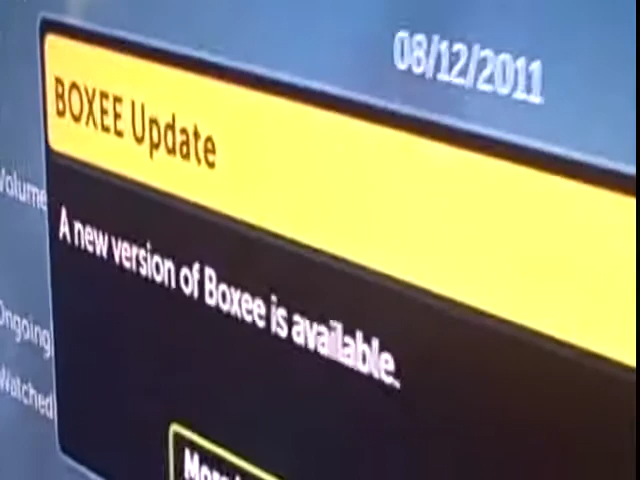 08/12/2011
BOXEE Update
Volume
A new version of Boxee is available.
Ongoing
Watched